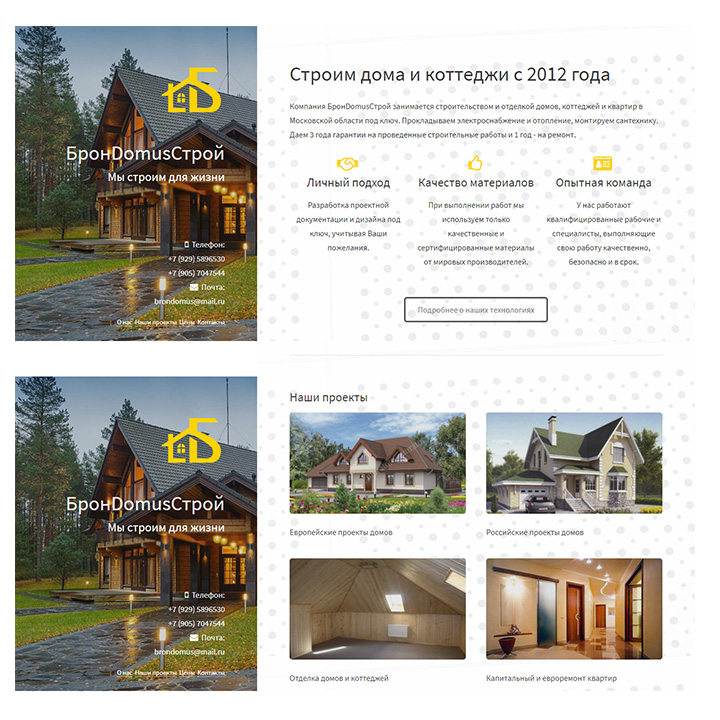 БронDomusСтрой
Мы строим для жизни
Телефон:
+7 (929) 5896530
+7 (905) 7047544
Почта:
brondomus@mail.ru
О нас Наши проекты Цены Контакты
Строим дома и коттеджи с 2012 года
Компания БронDomusСтрой занимается строительством и отделкой домов, коттеджей и квартир в
Московской области под ключ. Прокладываем электроснабжение и отопление, монтируем сантехнику.
Даем 3 года гарантии на проведенные строительные работы и 1 год - на ремонт.
Личный подход
Разработка проектной
документации и дизайна под
ключ, учитывая Ваши
пожелания.
Качество материалов
При выполнении работ мы
используем только
качественные и
сертифицированные материалы
от мировых производителей.
Опытная команда
У нас работают
квалифицированные рабочие и
специалисты, выполняющие
свою работу качественно,
безопасно и в срок.
Подробнее о наших технологиях
БронDomusСтрой
Мы строим для жизни
Телефон:
+7 (929) 5896530
+7 (905) 7047544
Почта:
brondomus@mail.ru
О нас Наши проекты Цены Контакты
Наши проекты
Европейские проекты домов
Российские проекты домов
Отделка домов и коттеджей
Капитальный и евроремонт квартир